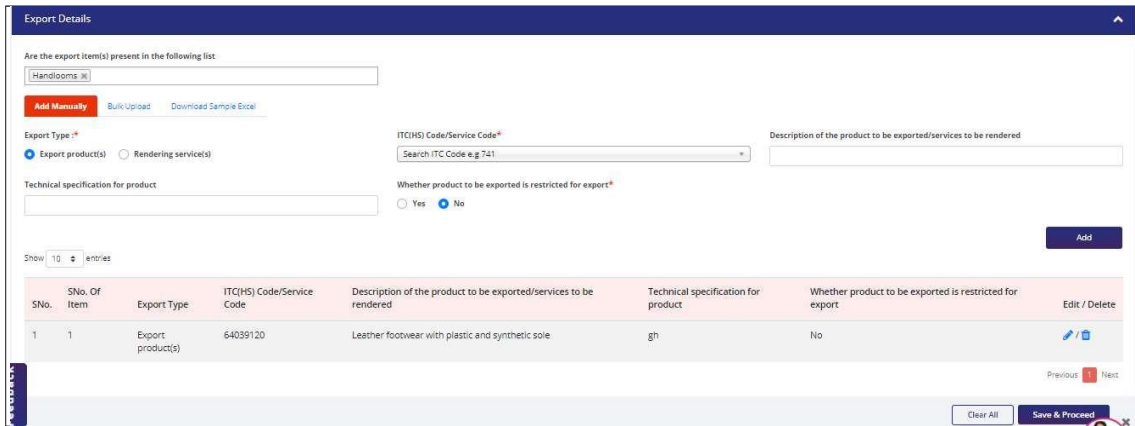 Export Details
Are the export item(s) present in the following list
Handlooms
Add Manually Bulk Upload Download Sample Excel
Export Type :* ITC(HS) Code/Service Code* Description of the product to be exported/services to be rendered
Export product(s) Rendering service(s) Search ITC Code e.g 741
Technical specification for product Whether product to be exported is restricted for export*
Yes No
Add
Show 10 entries
SNo. SNo. Of Item Export Type ITC(HS) Code/Service Code Description of the product to be exported/services to be rendered Technical specification for product Whether product to be exported is restricted for export Edit / Delete
1 1 Export product(s) 64039120 Leather footwear with plastic and synthetic sole gh No /
Previous 1 Next
Clear All Save & Proceed